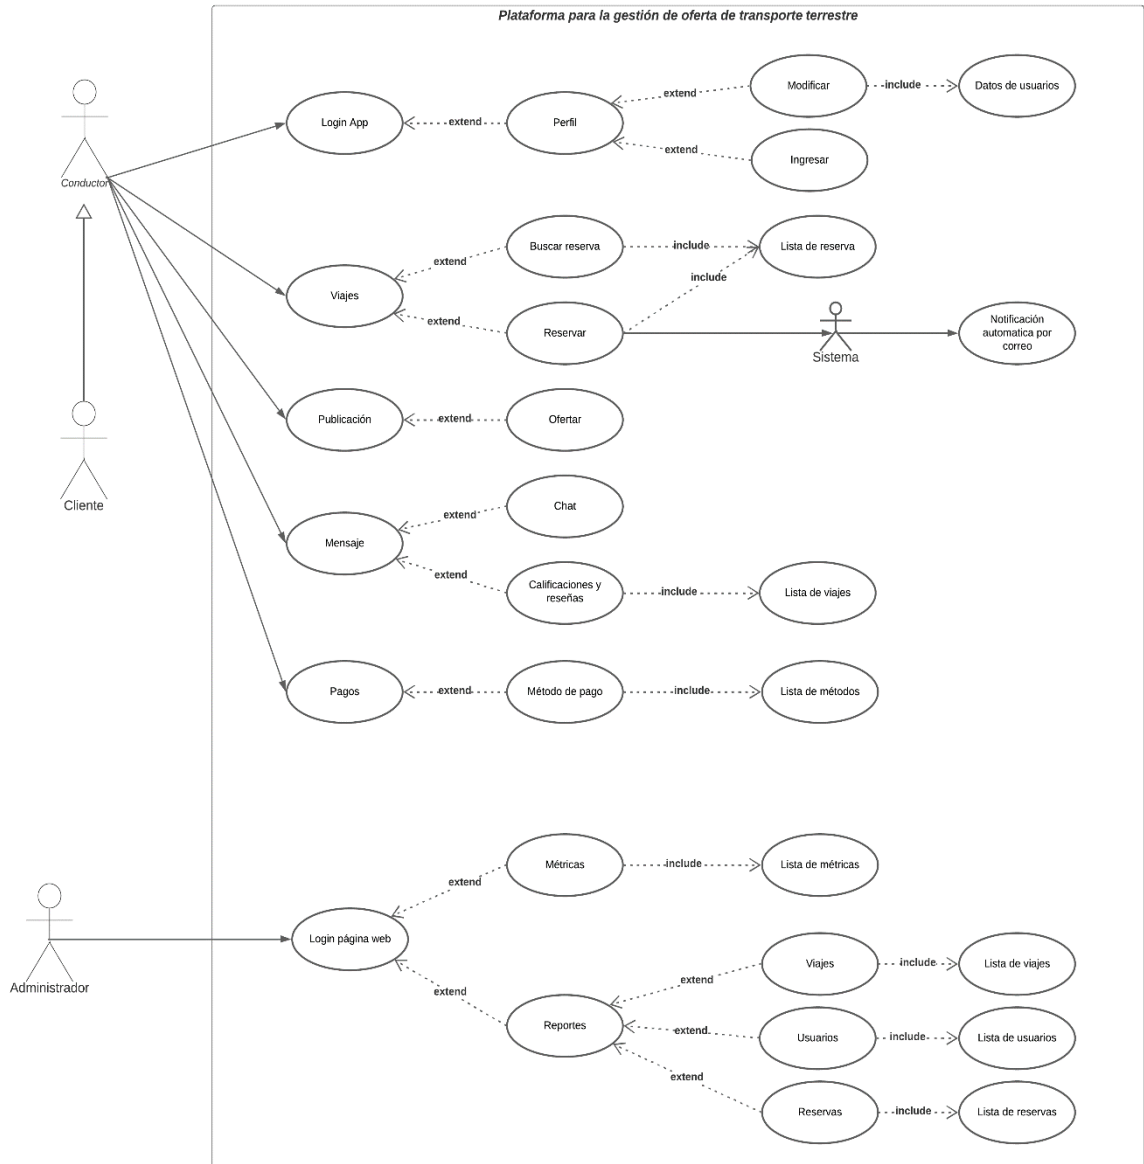 Plataforma para la gestión de oferta de transporte terrestre
Modificar
include
Datos de usuarios
extend
Login App
extend
Perfil
extend
Ingresar
Conductor
Buscar reserva
include
Lista de reserva
extend
include
Viajes
extend
Reservar
Sistema
Notificación
automatica por
correo
Publicación
extend
Ofertar
Cliente
Chat
extend
Mensaje
extend
Calificaciones y
reseñas
include
Lista de viajes
Pagos
extend
Método de pago
include
Lista de métodos
Métricas
include
Lista de métricas
extend
Administrador
Login página web
extend
Reportes
Viajes
include
Lista de viajes
extend
extend
Usuarios
include
Lista de usuarios
extend
Reservas
include
Lista de reservas